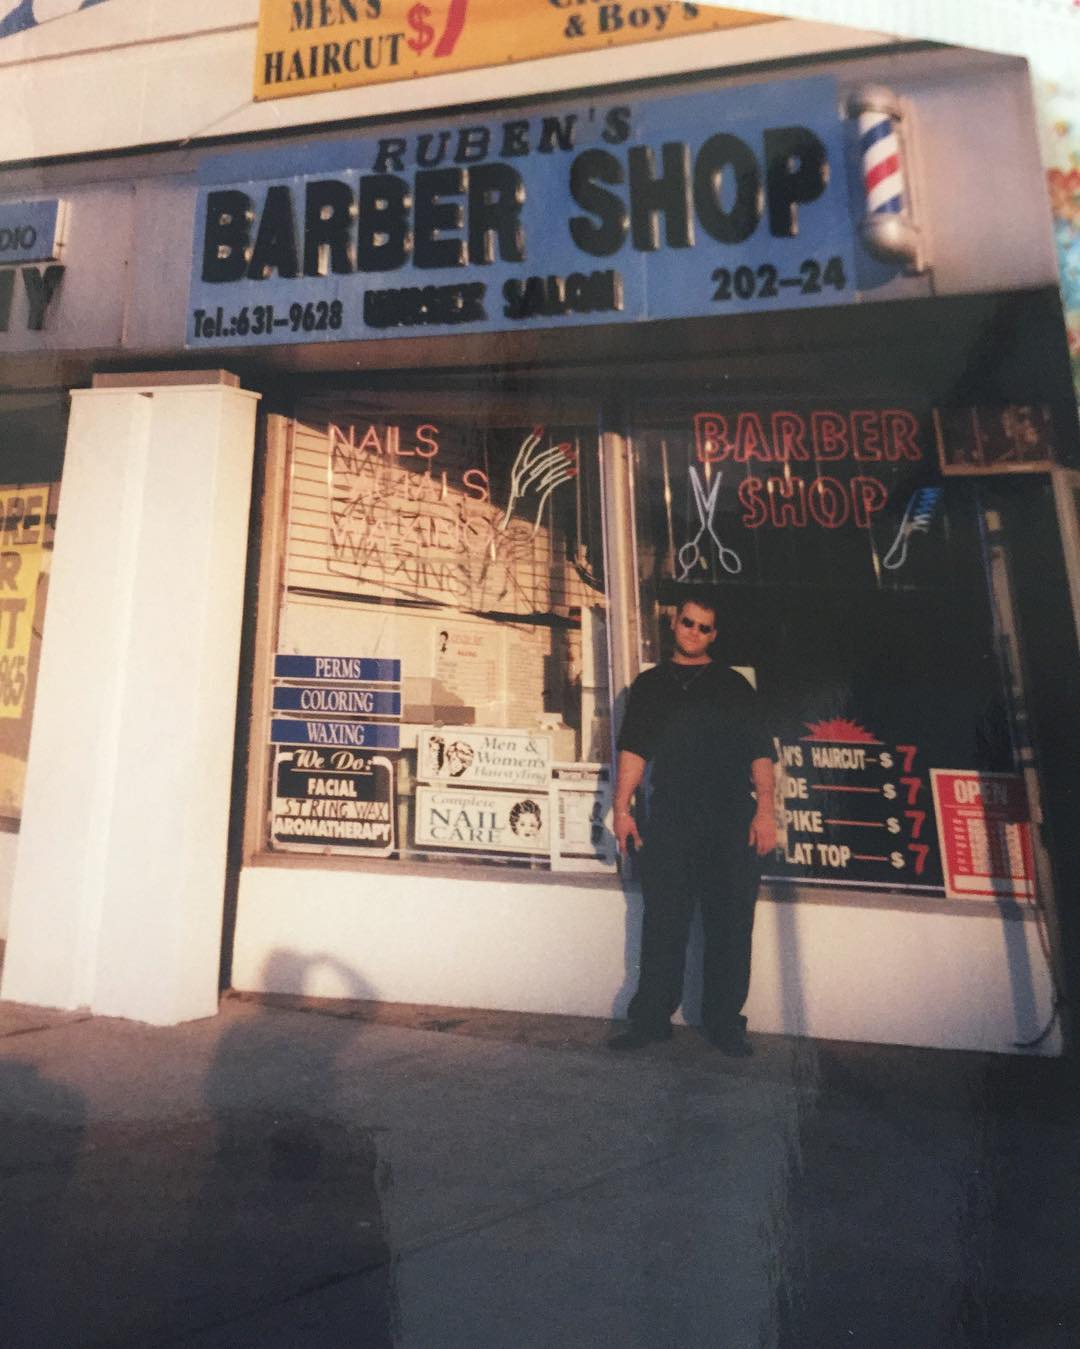 MEN'S
HAIRCUT $7
& Boy's
RUBEN'S
BARBER SHOP
Tel.:631-9628 UNISEX SALON 202-24
DIO
NAILS
BARBER
SHOP
PERMS
COLORING
WAXING
We Do:
FACIAL
STRING WAX
AROMATHERAPY
Men &
Women's
Hairstyling
Complete
NAIL
CARE
N'S HAIRCUT-$7
DE $7
PIKE $7
LAT TOP $7
OPEN